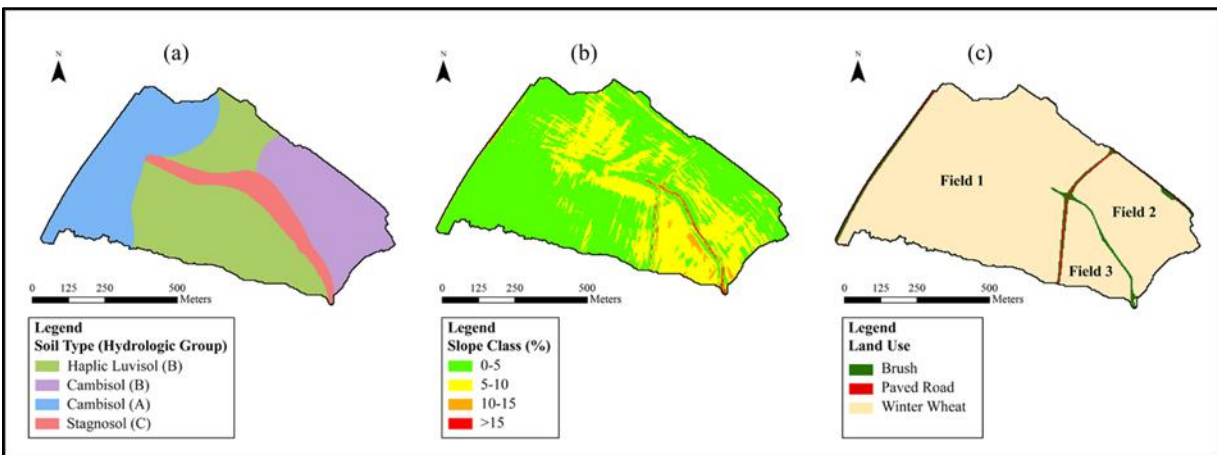 (a)
N
0 125 250 500
Meters
Legend
Soil Type (Hydrologic Group)
Haplic Luvisol (B)
Cambisol (B)
Cambisol (A)
Stagnosol (C)
(b)
N
0 125 250 500
Meters
Legend
Slope Class (%)
0-5
5-10
10-15
>15
(c)
N
Field 1
Field 2
Field 3
0 125 250 500
Meters
Legend
Land Use
Brush
Paved Road
Winter Wheat